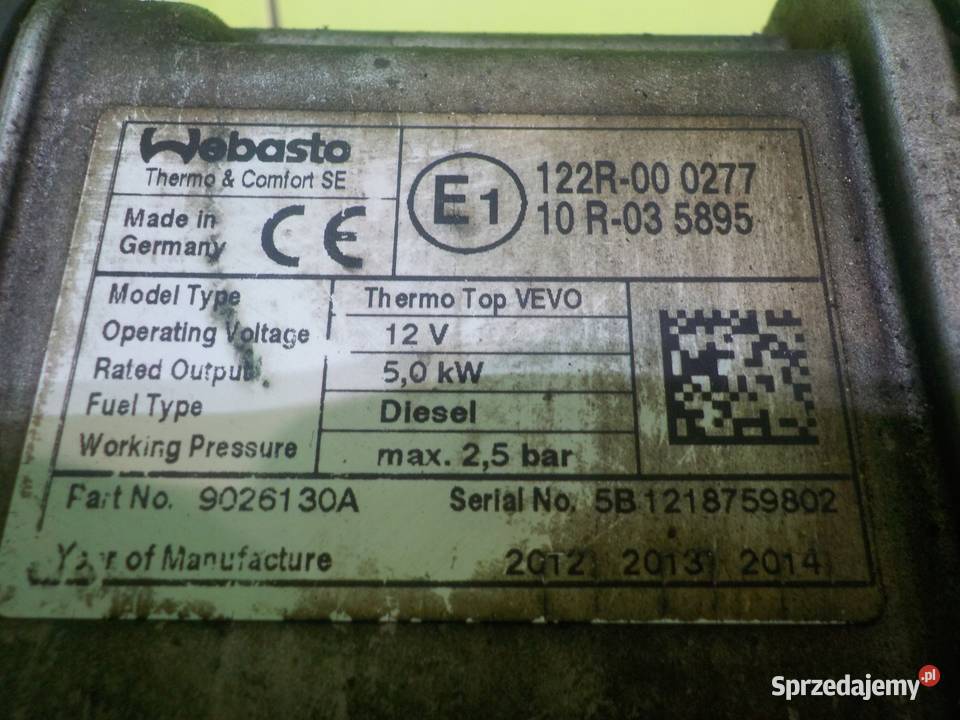 Webasto
Thermo & Comfort SE
Made in
Germany
CE
E1
122R-00 0277
10 R-03 5895
Model Type Thermo Top VEVO
Operating Voltage 12 V
Rated Output 5,0 kW
Fuel Type Diesel
Working Pressure max. 2,5 bar
Part No. 9026130A Serial No. 5B1218759802
Year of Manufacture 2012 2013 2014
Sprzedajemy.pl